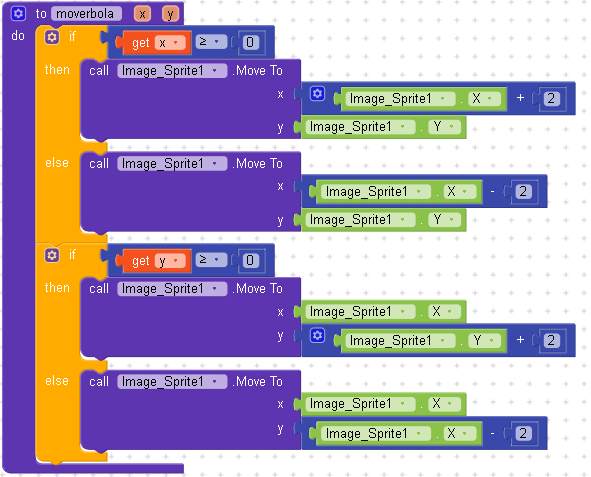 to moverbola x y
do if get x ≥ 0
then call Image_Sprite1 .Move To
x Image_Sprite1 . X + 2
y Image_Sprite1 . Y
else call Image_Sprite1 .Move To
x Image_Sprite1 . X - 2
y Image_Sprite1 . Y
if get y ≥ 0
then call Image_Sprite1 .Move To
x Image_Sprite1 . X
y Image_Sprite1 . Y + 2
else call Image_Sprite1 .Move To
x Image_Sprite1 . X
y Image_Sprite1 . X - 2